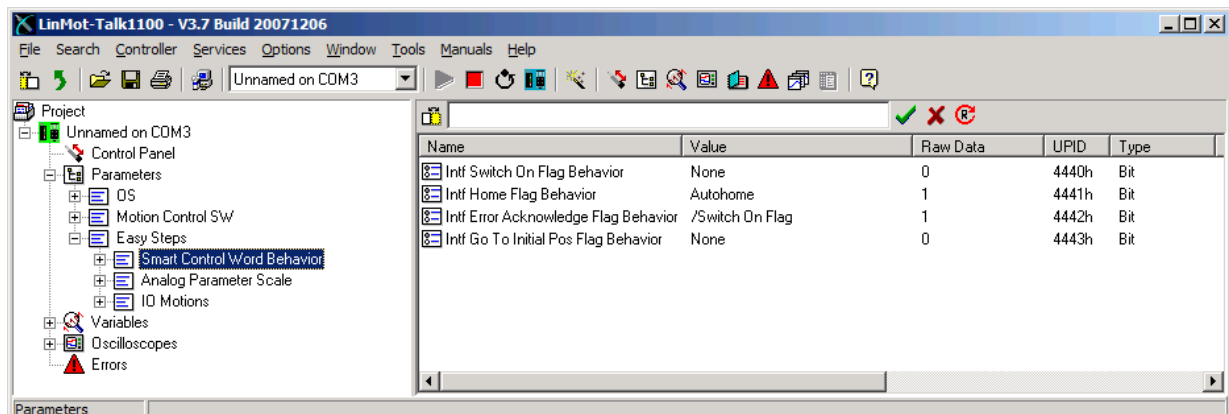 LinMot-Talk1100 - V3.7 Build 20071206
File Search Controller Services Options Window Tools Manuals Help
Unnamed on COM3
Project
Unnamed on COM3
Control Panel
Parameters
OS
Motion Control SW
Easy Steps
Smart Control Word Behavior
Analog Parameter Scale
IO Motions
Variables
Oscilloscopes
Errors
Name Value Raw Data UPID Type
Intf Switch On Flag Behavior None 0 4440h Bit
Intf Home Flag Behavior Autohome 1 4441h Bit
Intf Error Acknowledge Flag Behavior /Switch On Flag 1 4442h Bit
Intf Go To Initial Pos Flag Behavior None 0 4443h Bit
Parameters